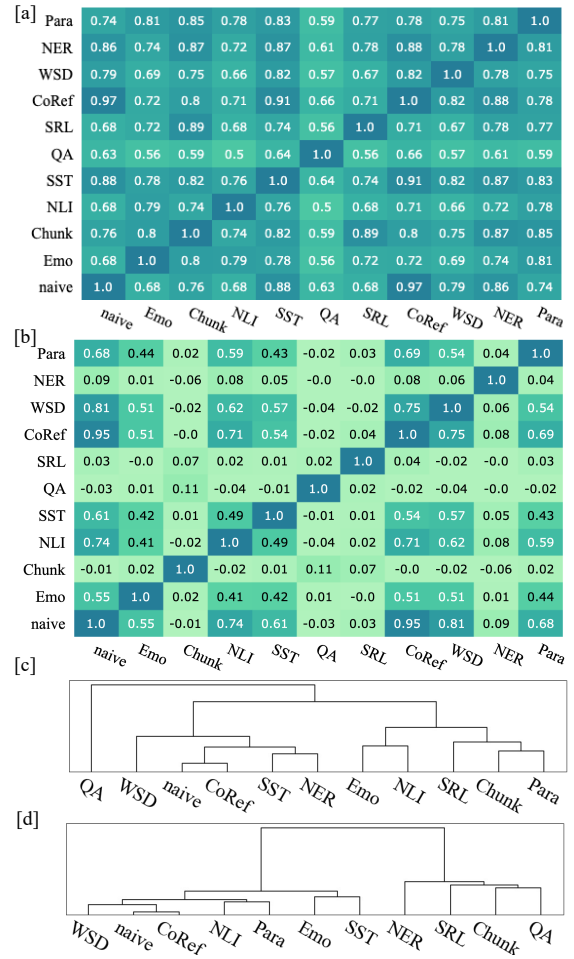 [a]
Para 0.74 0.81 0.85 0.78 0.83 0.59 0.77 0.78 0.75 0.81 1.0
NER 0.86 0.74 0.87 0.72 0.87 0.61 0.78 0.88 0.78 1.0 0.81
WSD 0.79 0.69 0.75 0.66 0.82 0.57 0.67 0.82 1.0 0.78 0.75
CoRef 0.97 0.72 0.8 0.71 0.91 0.66 0.71 1.0 0.82 0.88 0.78
SRL 0.68 0.72 0.89 0.68 0.74 0.56 1.0 0.71 0.67 0.78 0.77
QA 0.63 0.56 0.59 0.5 0.64 1.0 0.56 0.66 0.57 0.61 0.59
SST 0.88 0.78 0.82 0.76 1.0 0.64 0.74 0.91 0.82 0.87 0.83
NLI 0.68 0.79 0.74 1.0 0.76 0.5 0.68 0.71 0.66 0.72 0.78
Chunk 0.76 0.8 1.0 0.74 0.82 0.59 0.89 0.8 0.75 0.87 0.85
Emo 0.68 1.0 0.8 0.79 0.78 0.56 0.72 0.72 0.69 0.74 0.81
naive 1.0 0.68 0.76 0.68 0.88 0.63 0.68 0.97 0.79 0.86 0.74
naive Emo Chunk NLI SST QA SRL CoRef WSD NER Para
[b]
Para 0.68 0.44 0.02 0.59 0.43 -0.02 0.03 0.69 0.54 0.04 1.0
NER 0.09 0.01 -0.06 0.08 0.05 -0.0 -0.0 0.08 0.06 1.0 0.04
WSD 0.81 0.51 -0.02 0.62 0.57 -0.04 -0.02 0.75 1.0 0.06 0.54
CoRef 0.95 0.51 -0.0 0.71 0.54 -0.02 0.04 1.0 0.75 0.08 0.69
SRL 0.03 -0.0 0.07 0.02 0.01 0.02 1.0 0.04 -0.02 -0.0 0.03
QA -0.03 0.01 0.11 -0.04 -0.01 1.0 0.02 -0.02 -0.04 -0.0 -0.02
SST 0.61 0.42 0.01 0.49 1.0 -0.01 0.01 0.54 0.57 0.05 0.43
NLI 0.74 0.41 -0.02 1.0 0.49 -0.04 0.02 0.71 0.62 0.08 0.59
Chunk -0.01 0.02 1.0 -0.02 0.01 0.11 0.07 -0.0 -0.02 -0.06 0.02
Emo 0.55 1.0 0.02 0.41 0.42 0.01 -0.0 0.51 0.51 0.01 0.44
naive 1.0 0.55 -0.01 0.74 0.61 -0.03 0.03 0.95 0.81 0.09 0.68
naive Emo Chunk NLI SST QA SRL CoRef WSD NER Para
[c]
QA WSD naive CoRef SST NER Emo NLI SRL Chunk Para
[d]
WSD naive CoRef NLI Para Emo SST NER SRL Chunk QA